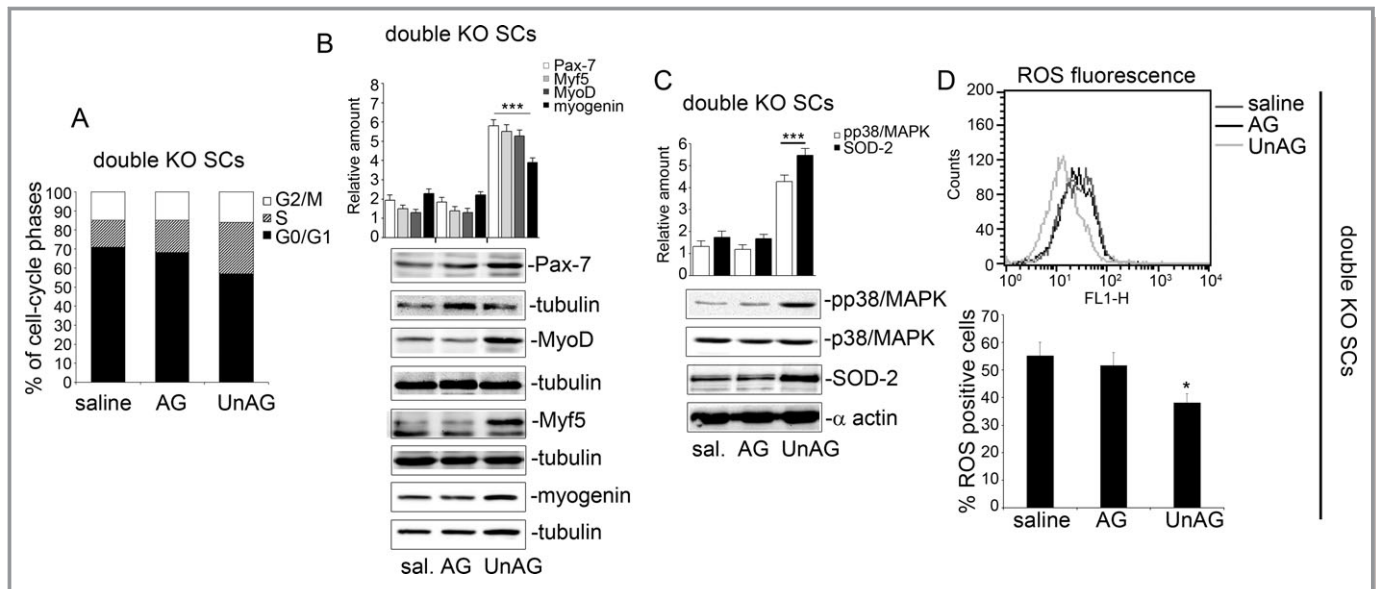 A
double KO SCs
% of cell-cycle phases
100
90
80
70
60
50
40
30
20
10
0
G2/M
S
G0/G1
saline AG UnAG
B
double KO SCs
Pax-7
Myf5
MyoD
myogenin
Relative amount
8
7
6
5
4
3
2
1
0
***
-Pax-7
-tubulin
-MyoD
-tubulin
-Myf5
-tubulin
-myogenin
-tubulin
sal. AG UnAG
C
double KO SCs
pp38/MAPK
SOD-2
Relative amount
6
5
4
3
2
1
0
***
-pp38/MAPK
-p38/MAPK
-SOD-2
-α actin
sal. AG UnAG
D
ROS fluorescence
saline
AG
UnAG
Counts
200
160
120
80
40
0
10⁰ 10¹ 10² 10³ 10⁴
FL1-H
% ROS positive cells
70
60
50
40
30
20
10
0
*
saline AG UnAG
double KO SCs